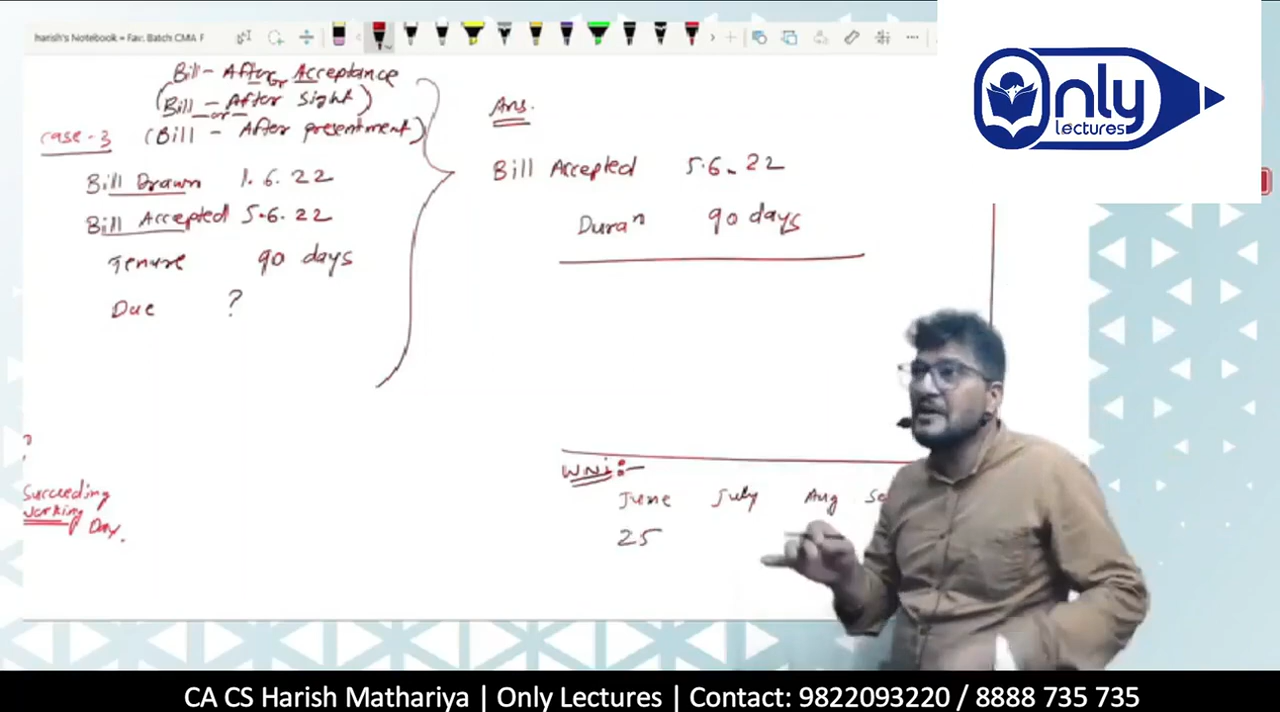 harish's Notebook = Fav. Batch CMA F
Bill - After Acceptance
or
(Bill - After Sight)
or
case - 3 (Bill - After presentment)
Bill Drawn 1.6.22
Bill Accepted 5.6.22
Tenure 90 days
Due ?
Succeeding
working
Day.
Ans.
Bill Accepted 5.6.22
Duraⁿ 90 days
WNi:-
June July Aug Se
25
Only
lectures
CA CS Harish Mathariya | Only Lectures | Contact: 9822093220 / 8888 735 735